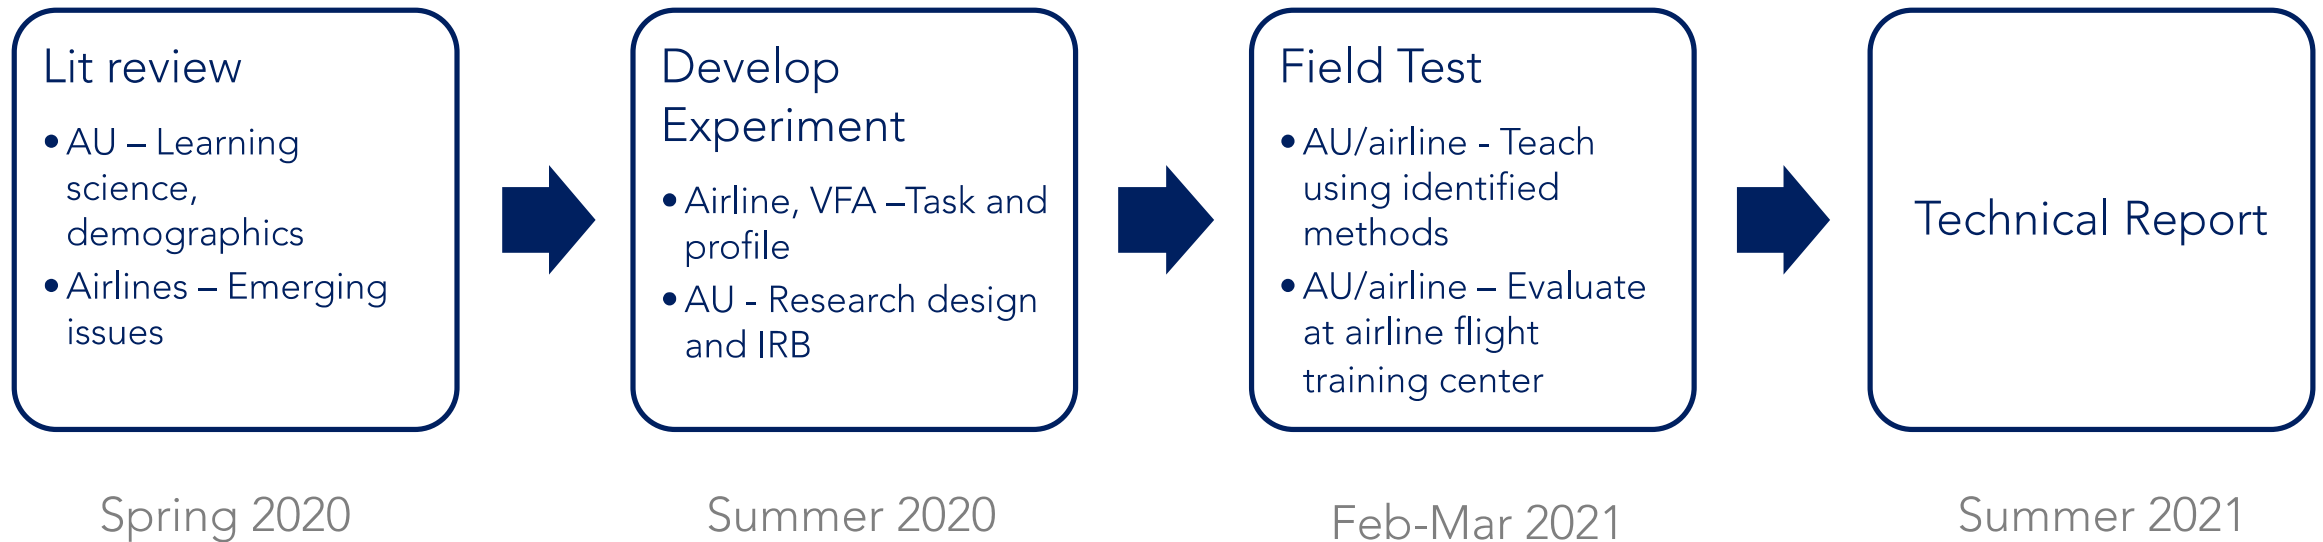 Lit review
• AU – Learning
science,
demographics
• Airlines – Emerging
issues
Develop
Experiment
• Airline, VFA –Task and
profile
• AU - Research design
and IRB
Field Test
• AU/airline - Teach
using identified
methods
• AU/airline – Evaluate
at airline flight
training center
Technical Report
Spring 2020
Summer 2020
Feb-Mar 2021
Summer 2021